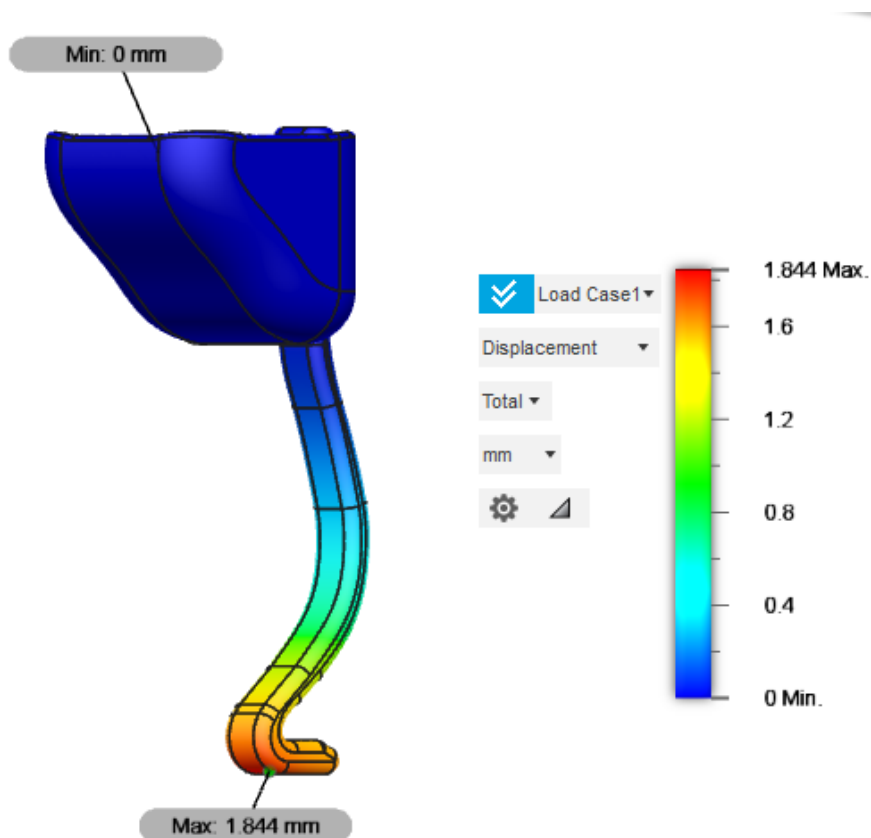 Min: 0 mm
Load Case1
Displacement
Total
mm
1.844 Max.
1.6
1.2
0.8
0.4
0 Min.
Max: 1.844 mm